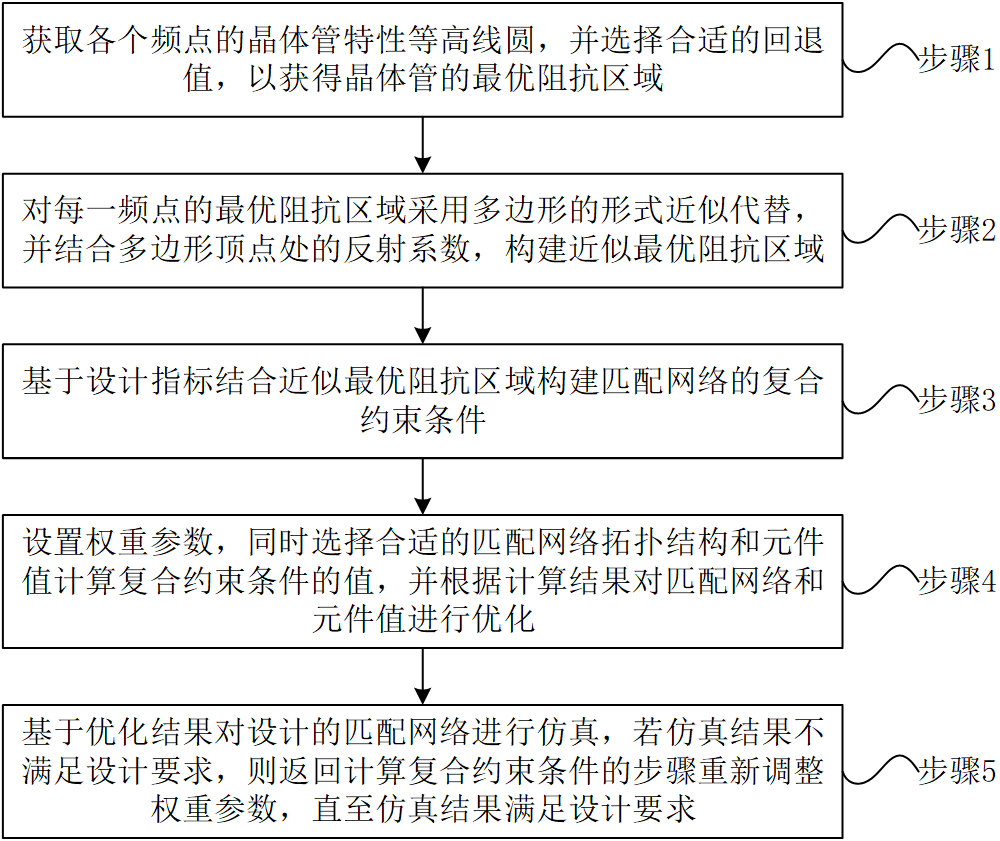 获取各个频点的晶体管特性等高线圆，并选择合适的回退
值，以获得晶体管的最优阻抗区域
步骤1
对每一频点的最优阻抗区域采用多边形的形式近似代替，
并结合多边形顶点处的反射系数，构建近似最优阻抗区域
步骤2
基于设计指标结合近似最优阻抗区域构建匹配网络的复合
约束条件
步骤3
设置权重参数，同时选择合适的匹配网络拓扑结构和元件
值计算复合约束条件的值，并根据计算结果对匹配网络和
元件值进行优化
步骤4
基于优化结果对设计的匹配网络进行仿真，若仿真结果不
满足设计要求，则返回计算复合约束条件的步骤重新调整
权重参数，直至仿真结果满足设计要求
步骤5